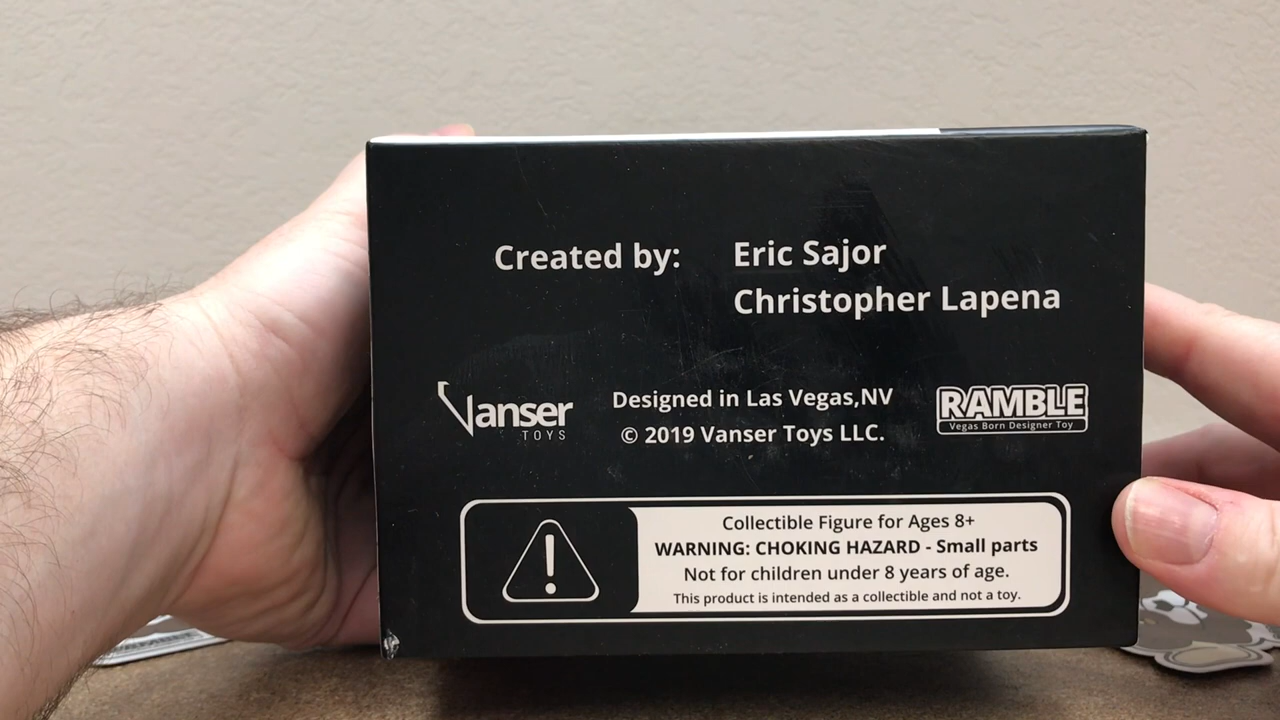 Created by: Eric Sajor
Christopher Lapena
Vanser
TOYS
Designed in Las Vegas,NV
© 2019 Vanser Toys LLC.
RAMBLE
Vegas Born Designer Toy
Collectible Figure for Ages 8+
WARNING: CHOKING HAZARD - Small parts
Not for children under 8 years of age.
This product is intended as a collectible and not a toy.